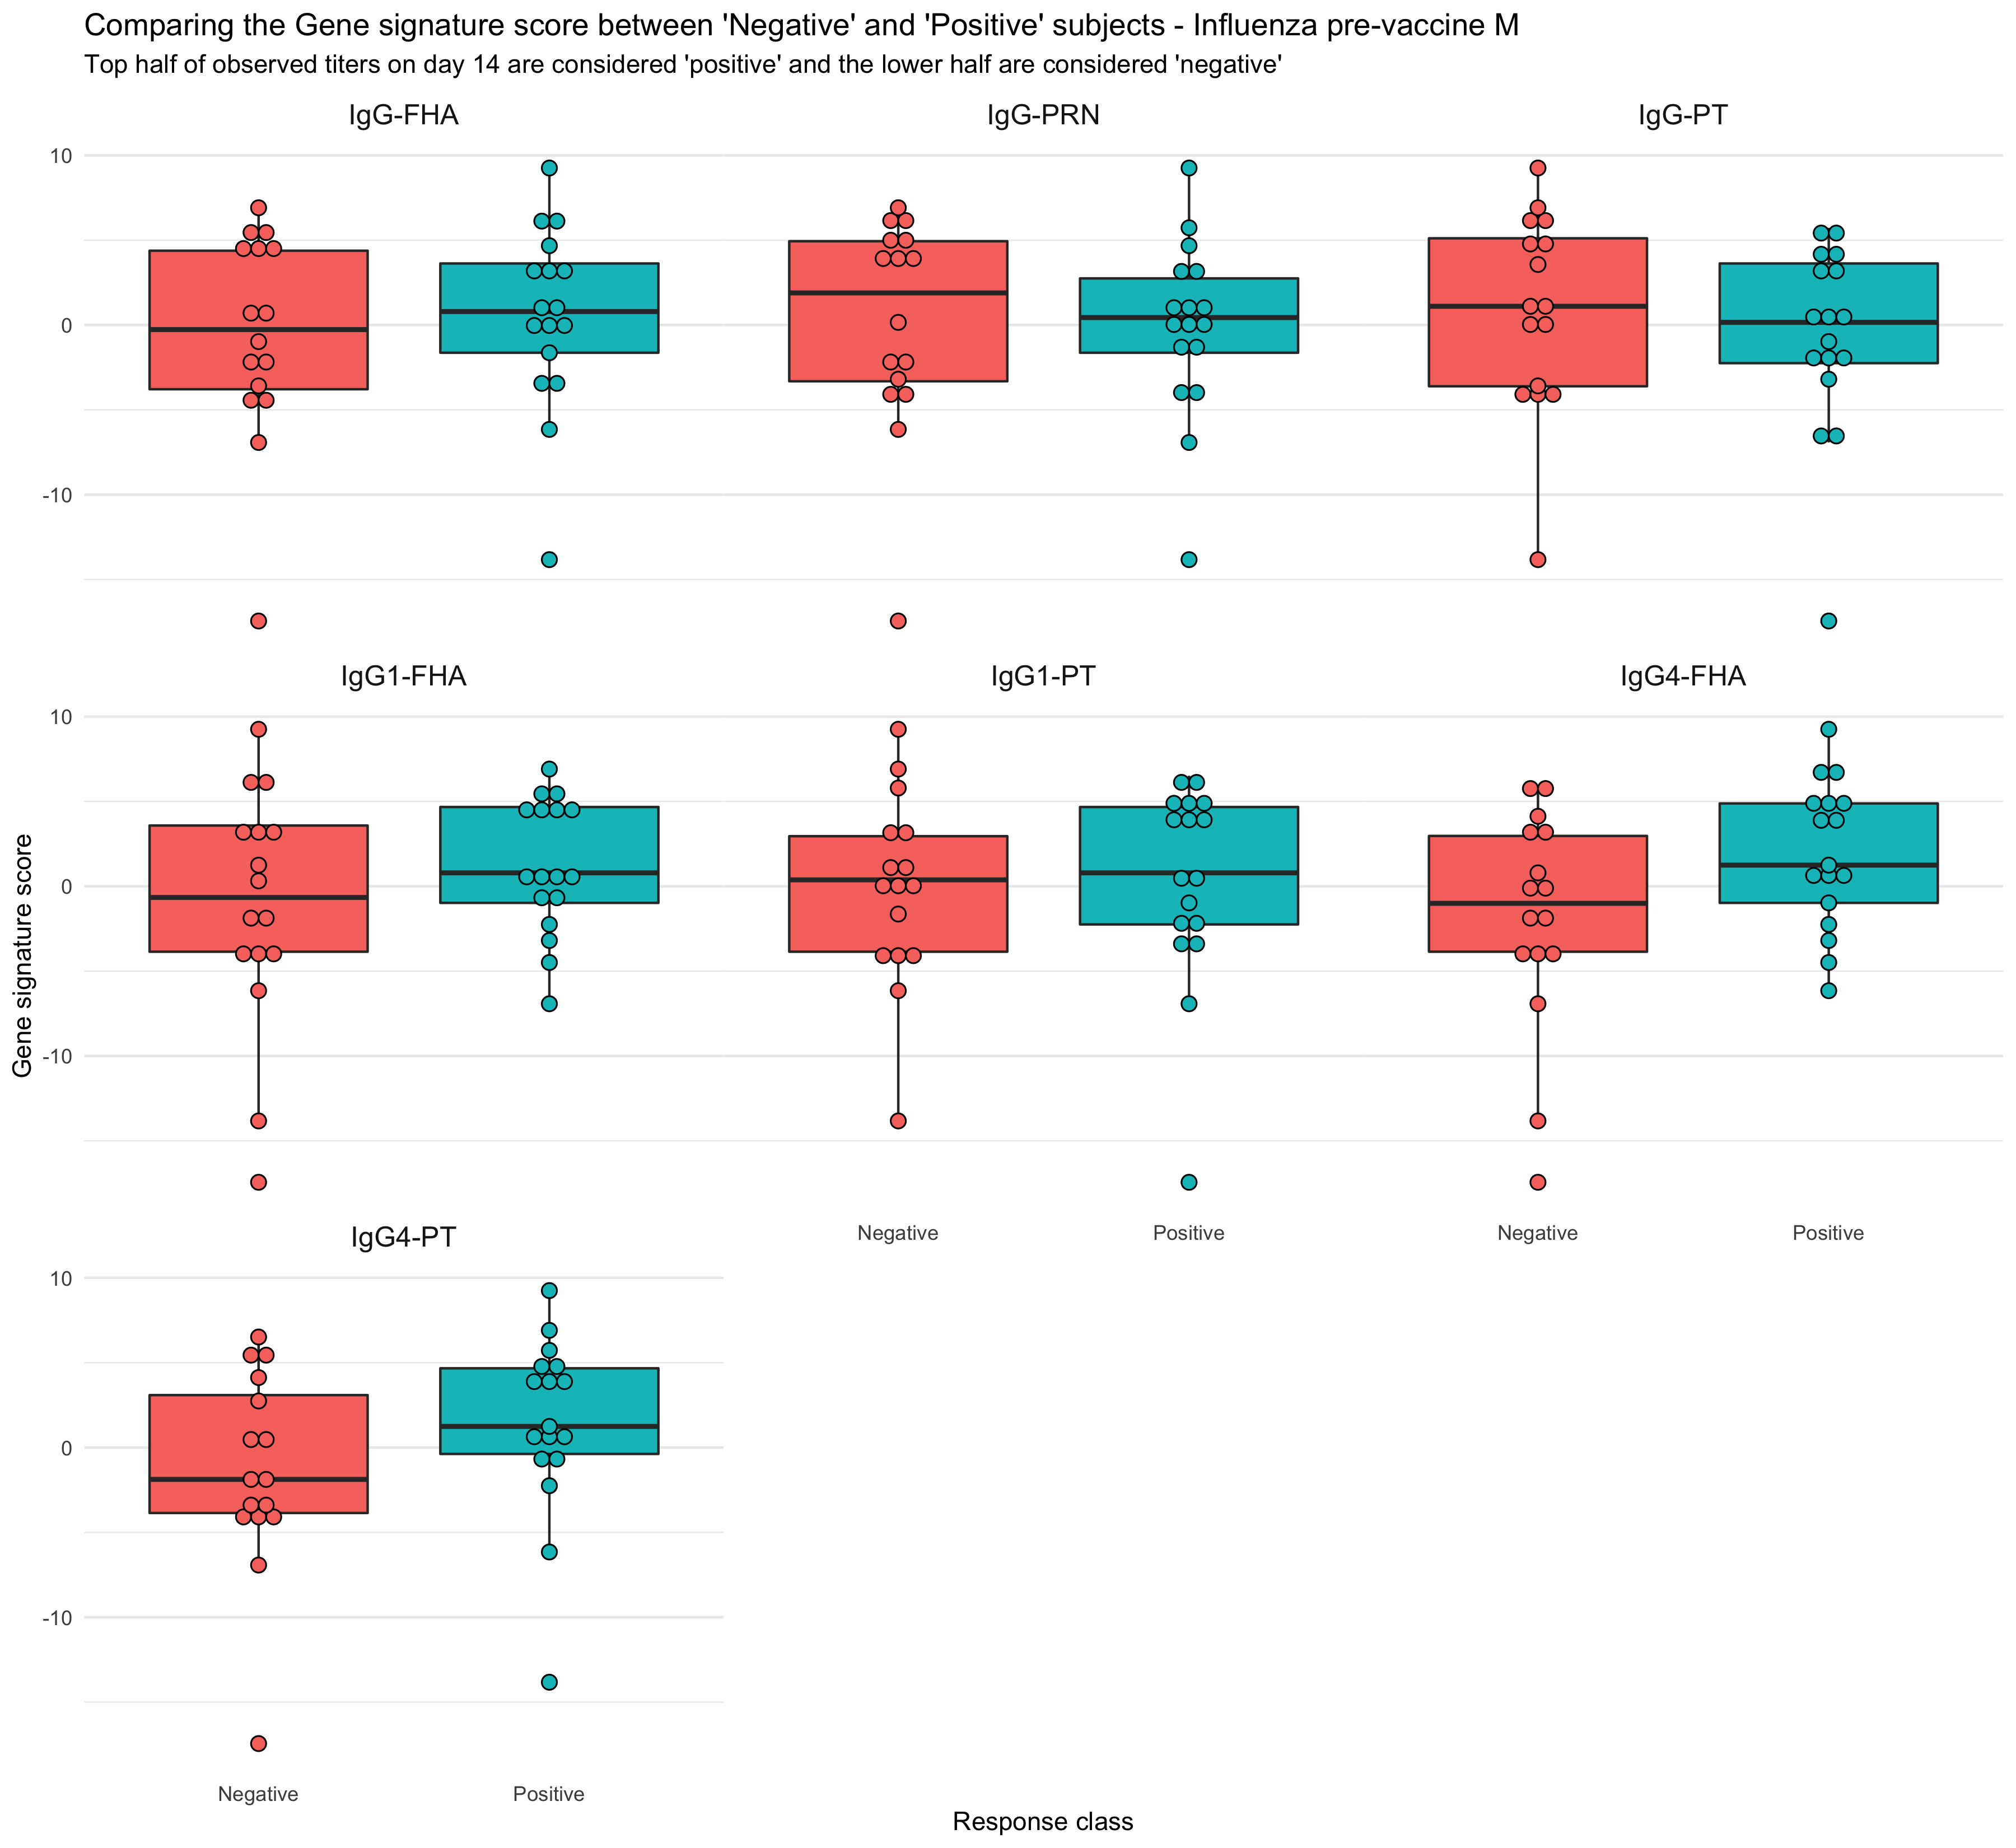 Comparing the Gene signature score between 'Negative' and 'Positive' subjects - Influenza pre-vaccine M
Top half of observed titers on day 14 are considered 'positive' and the lower half are considered 'negative'
IgG-FHA
IgG-PRN
IgG-PT
10
0
-10
IgG1-FHA
IgG1-PT
IgG4-FHA
10
0
-10
Gene signature score
Negative
Positive
Negative
Positive
IgG4-PT
10
0
-10
Negative
Positive
Response class